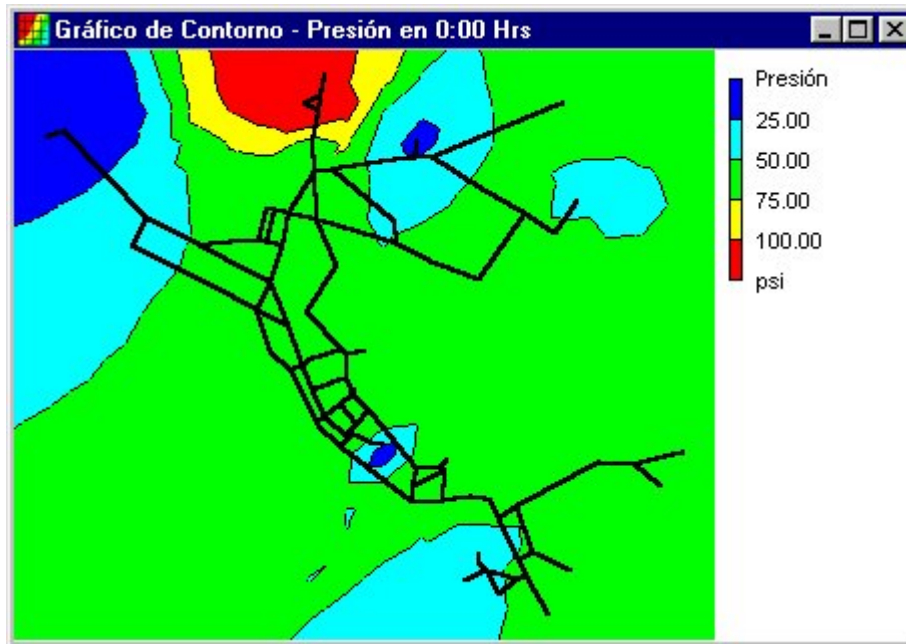 Gráfico de Contorno - Presión en 0:00 Hrs
Presión
25.00
50.00
75.00
100.00
psi